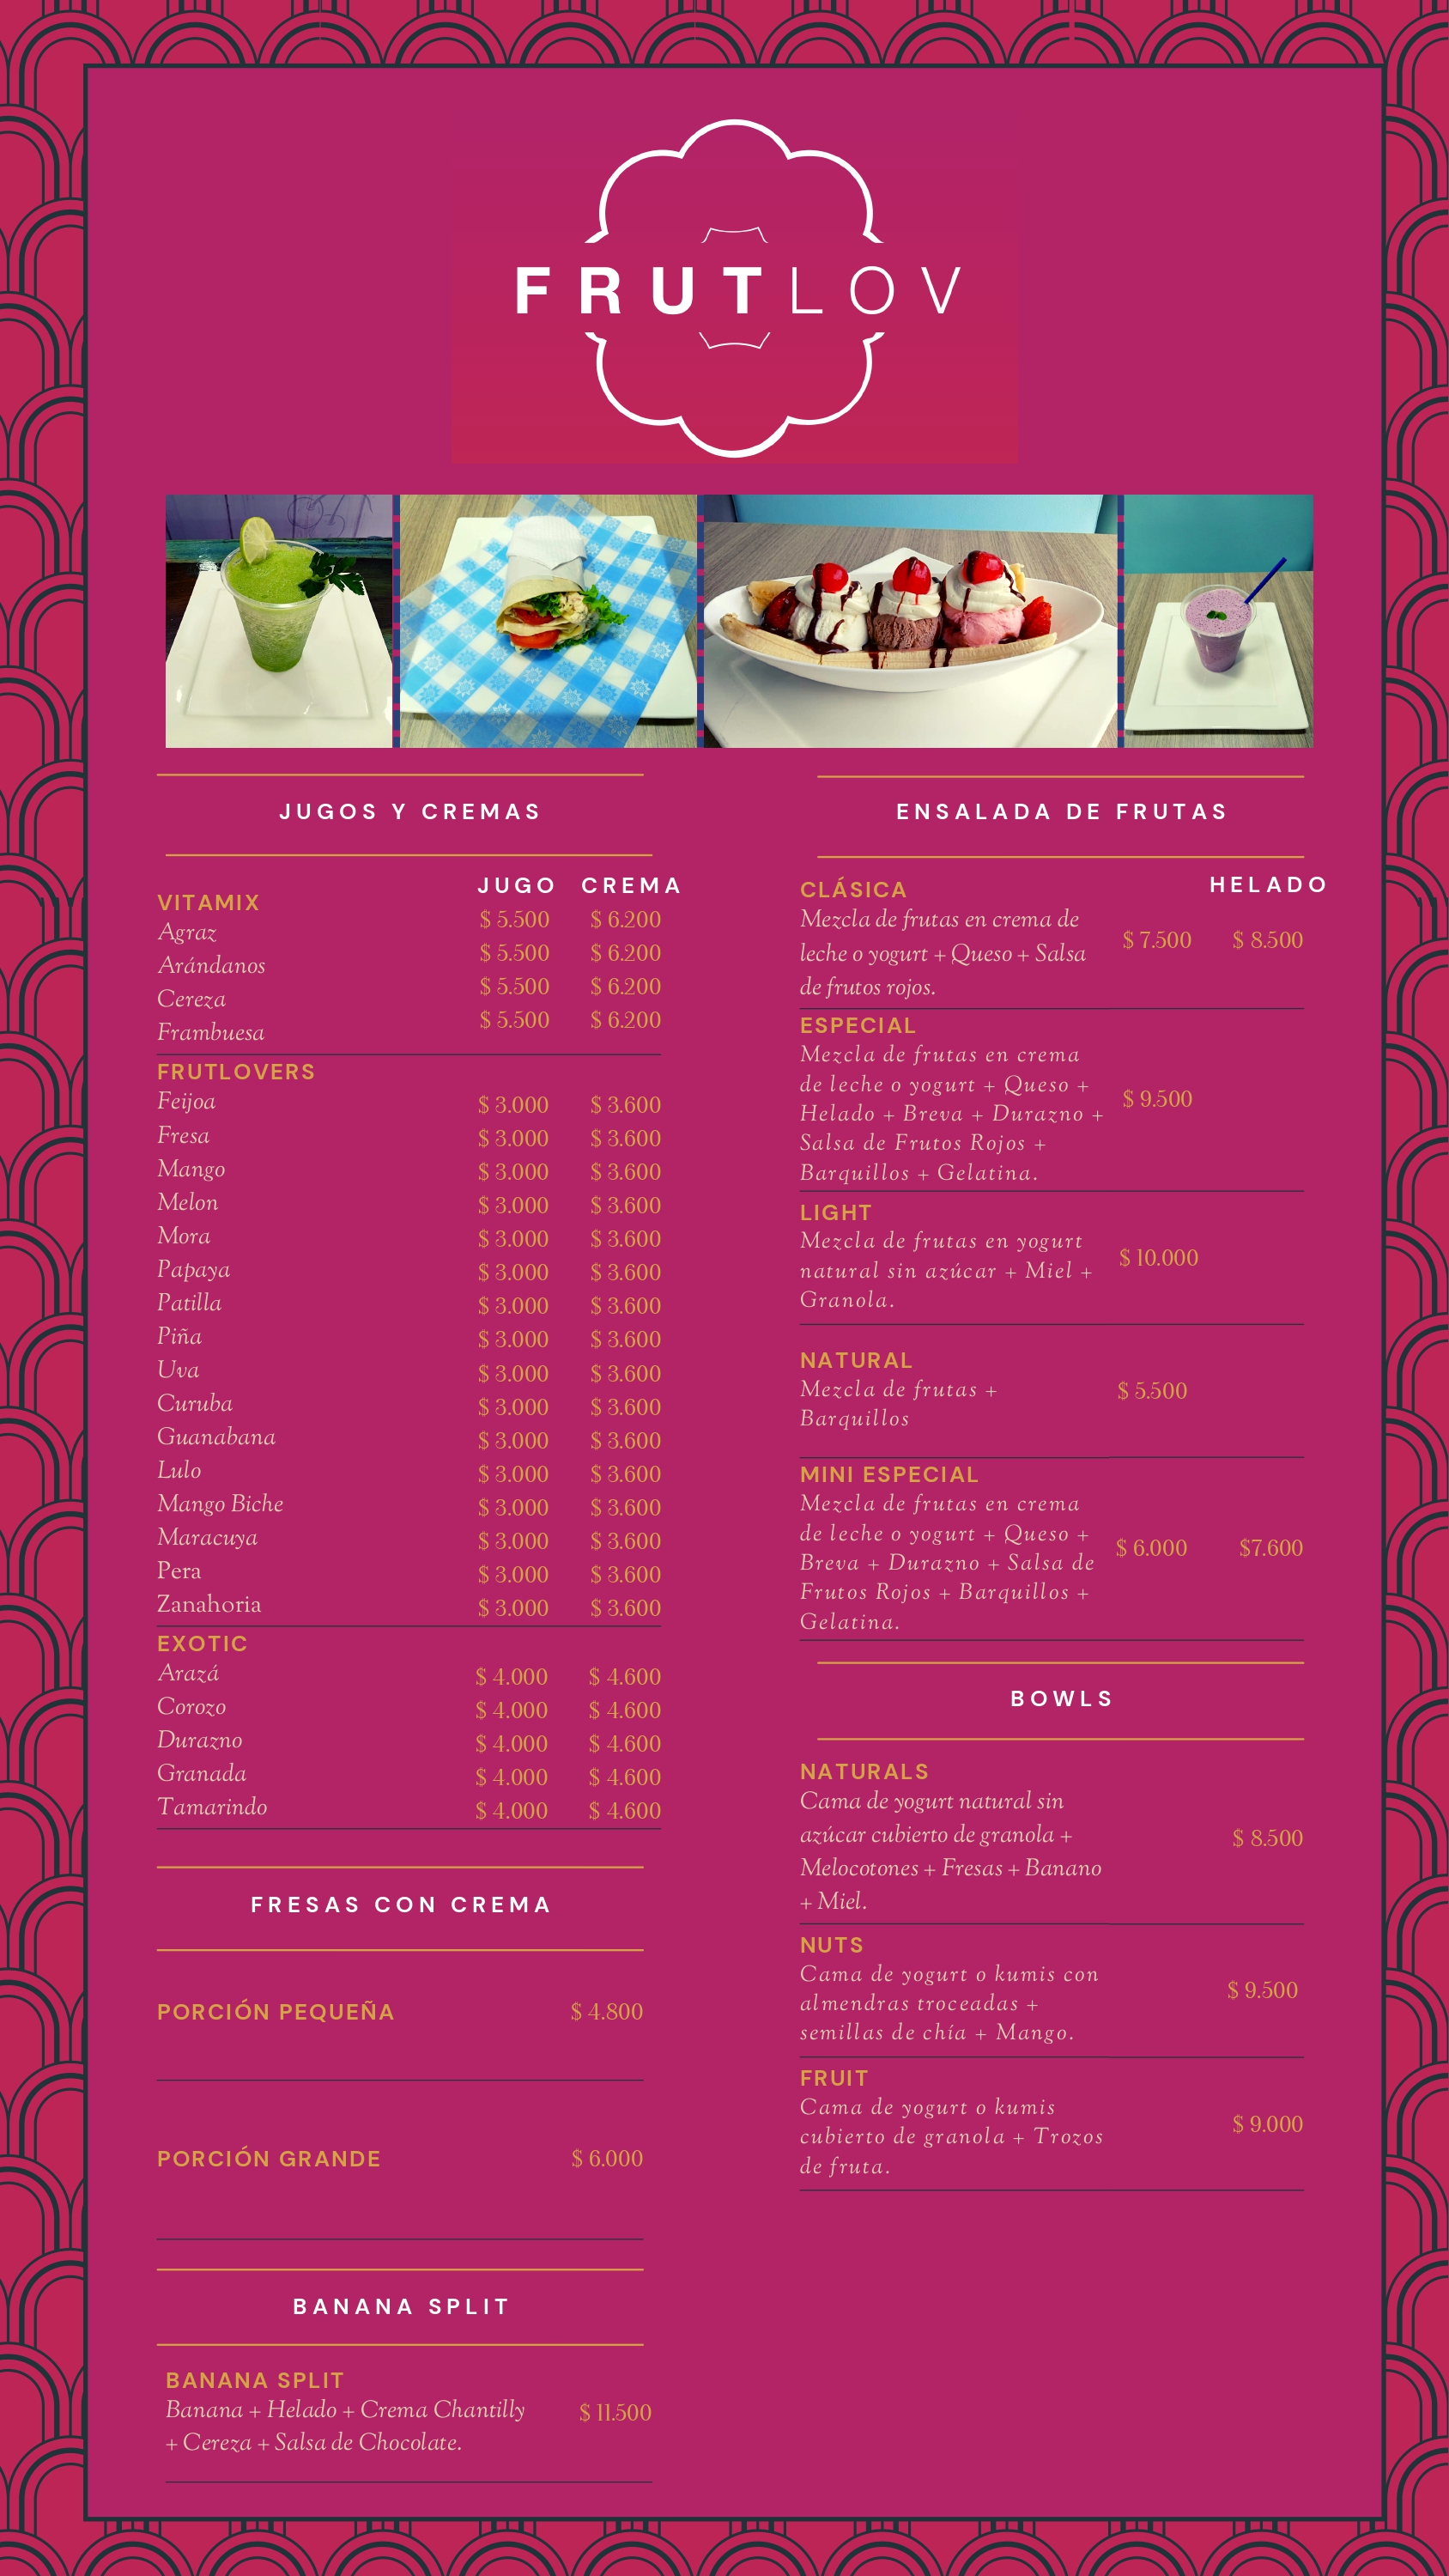 FRUTLOV
JUGOS Y CREMAS
JUGO CREMA
VITAMIX
Agraz $ 5.500 $ 6.200
Arándanos $ 5.500 $ 6.200
Cereza $ 5.500 $ 6.200
Frambuesa $ 5.500 $ 6.200
FRUTLOVERS
Feijoa $ 3.000 $ 3.600
Fresa $ 3.000 $ 3.600
Mango $ 3.000 $ 3.600
Melon $ 3.000 $ 3.600
Mora $ 3.000 $ 3.600
Papaya $ 3.000 $ 3.600
Patilla $ 3.000 $ 3.600
Piña $ 3.000 $ 3.600
Uva $ 3.000 $ 3.600
Curuba $ 3.000 $ 3.600
Guanabana $ 3.000 $ 3.600
Lulo $ 3.000 $ 3.600
Mango Biche $ 3.000 $ 3.600
Maracuya $ 3.000 $ 3.600
Pera $ 3.000 $ 3.600
Zanahoria $ 3.000 $ 3.600
EXOTIC
Arazá $ 4.000 $ 4.600
Corozo $ 4.000 $ 4.600
Durazno $ 4.000 $ 4.600
Granada $ 4.000 $ 4.600
Tamarindo $ 4.000 $ 4.600
FRESAS CON CREMA
PORCIÓN PEQUEÑA $ 4.800
PORCIÓN GRANDE $ 6.000
BANANA SPLIT
BANANA SPLIT
Banana + Helado + Crema Chantilly $ 11.500
+ Cereza + Salsa de Chocolate.
ENSALADA DE FRUTAS
HELADO
CLÁSICA
Mezcla de frutas en crema de
leche o yogurt + Queso + Salsa $ 7.500 $ 8.500
de frutos rojos.
ESPECIAL
Mezcla de frutas en crema
de leche o yogurt + Queso +
Helado + Breva + Durazno + $ 9.500
Salsa de Frutos Rojos +
Barquillos + Gelatina.
LIGHT
Mezcla de frutas en yogurt
natural sin azúcar + Miel + $ 10.000
Granola.
NATURAL
Mezcla de frutas + $ 5.500
Barquillos
MINI ESPECIAL
Mezcla de frutas en crema
de leche o yogurt + Queso +
Breva + Durazno + Salsa de $ 6.000 $7.600
Frutos Rojos + Barquillos +
Gelatina.
BOWLS
NATURALS
Cama de yogurt natural sin
azúcar cubierto de granola + $ 8.500
Melocotones + Fresas + Banano
+ Miel.
NUTS
Cama de yogurt o kumis con
almendras troceadas + $ 9.500
semillas de chía + Mango.
FRUIT
Cama de yogurt o kumis
cubierto de granola + Trozos $ 9.000
de fruta.